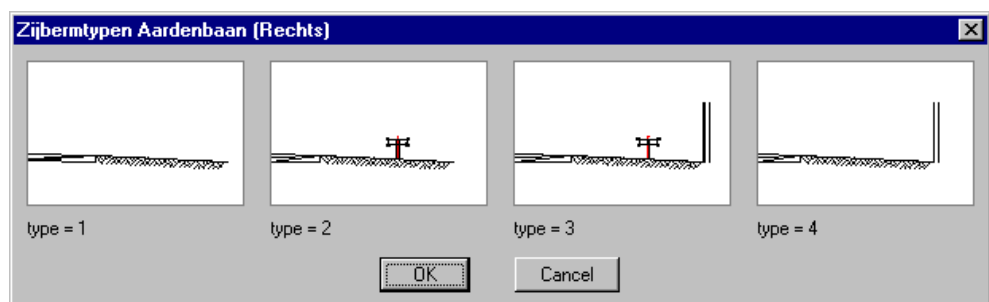 Zijbermtypen Aardenbaan (Rechts)
type = 1
type = 2
type = 3
type = 4
OK
Cancel